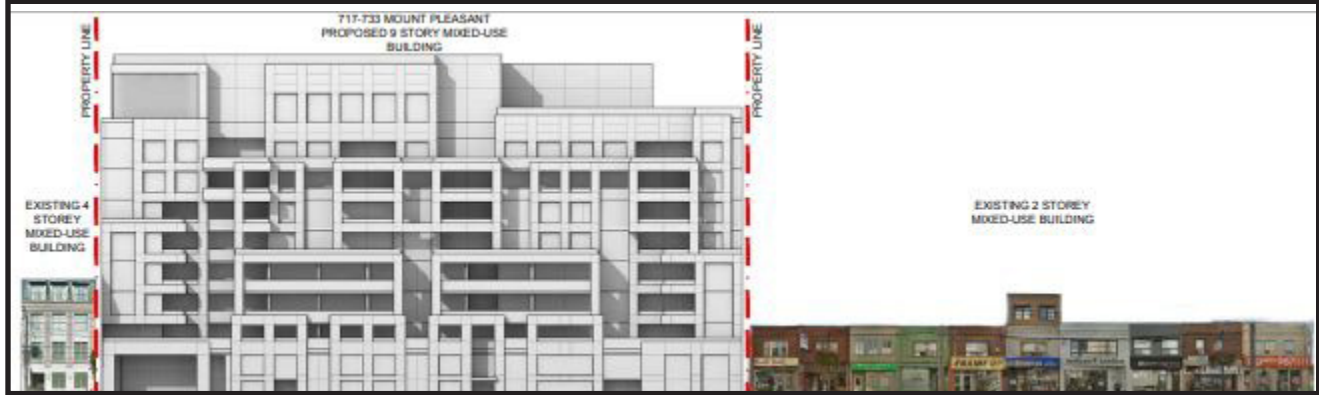 717-733 MOUNT PLEASANT
PROPOSED 9 STORY MIXED-USE
BUILDING
PROPERTY LINE
PROPERTY LINE
EXISTING 4
STOREY
MIXED-USE
BUILDING
EXISTING 2 STOREY
MIXED-USE BUILDING